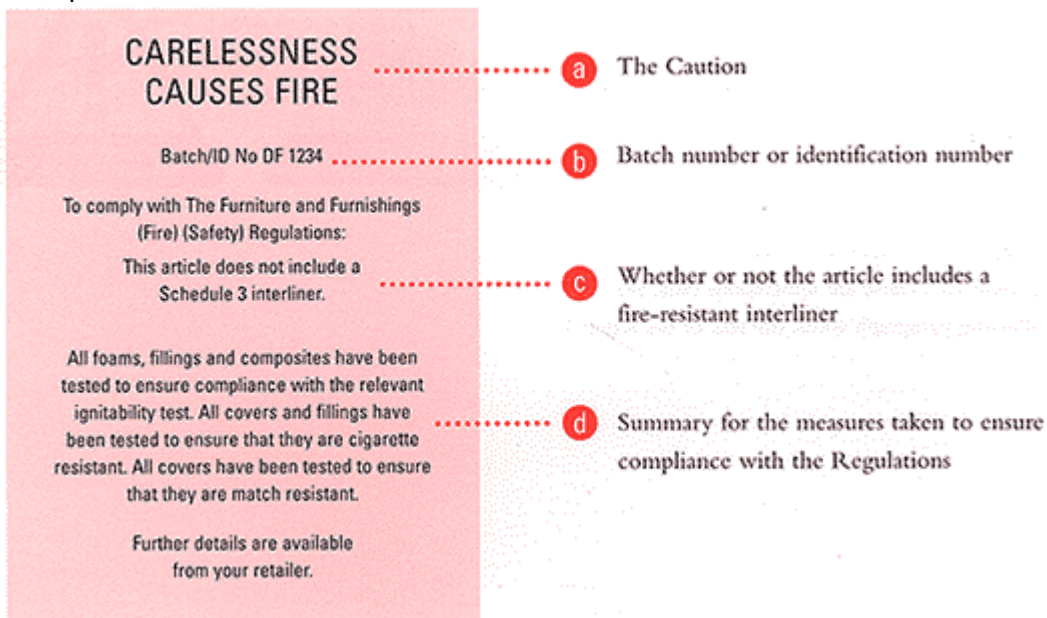 CARELESSNESS
CAUSES FIRE
a The Caution
Batch/ID No DF 1234
b Batch number or identification number
To comply with The Furniture and Furnishings
(Fire) (Safety) Regulations:
This article does not include a
Schedule 3 interliner.
c Whether or not the article includes a
fire-resistant interliner
All foams, fillings and composites have been
tested to ensure compliance with the relevant
ignitability test. All covers and fillings have
been tested to ensure that they are cigarette
resistant. All covers have been tested to ensure
that they are match resistant.
d Summary for the measures taken to ensure
compliance with the Regulations
Further details are available
from your retailer.